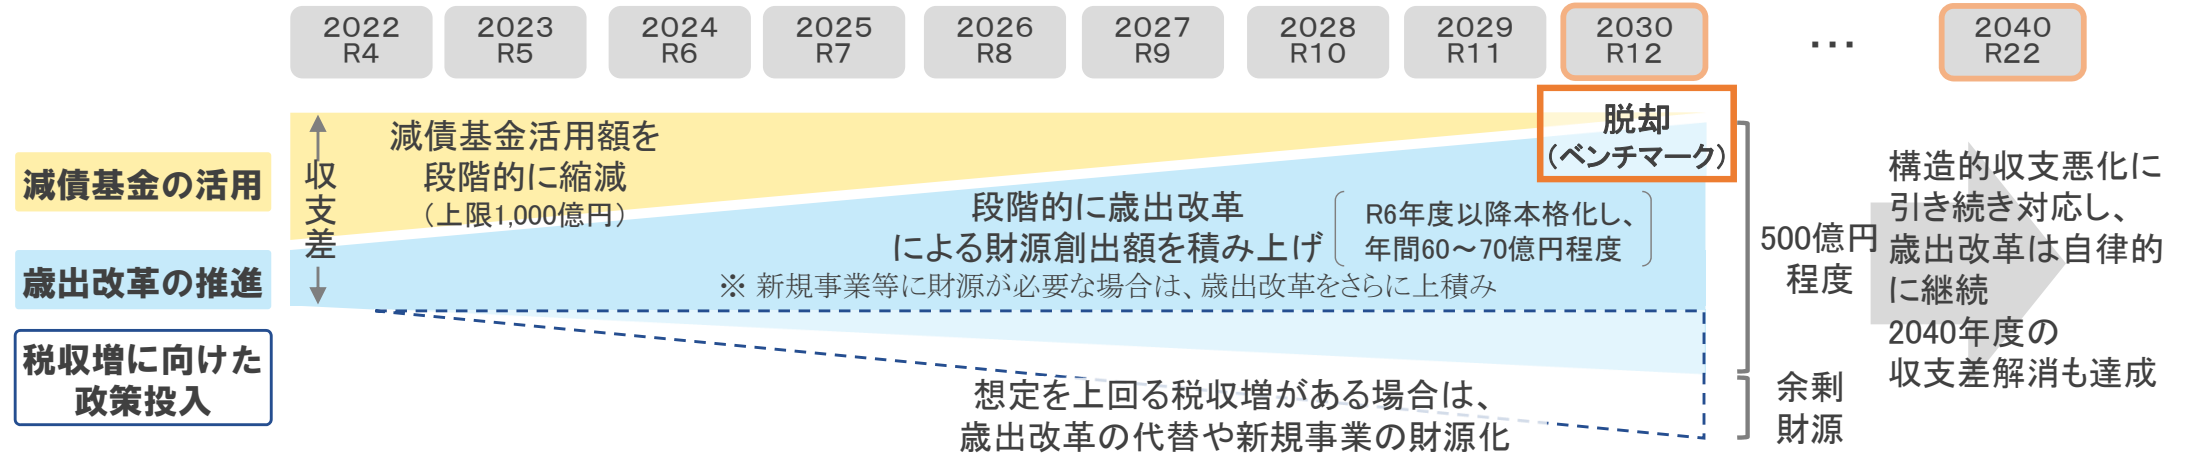 2022
R4
2023
R5
2024
R6
2025
R7
2026
R8
2027
R9
2028
R10
2029
R11
2030
R12
…
2040
R22
減債基金の活用
歳出改革の推進
税収増に向けた
政策投入
収支差
減債基金活用額を
段階的に縮減
（上限1,000億円）
段階的に歳出改革
による財源創出額を積み上げ
R6年度以降本格化し、
年間60～70億円程度
※ 新規事業等に財源が必要な場合は、歳出改革をさらに上積み
想定を上回る税収増がある場合は、
歳出改革の代替や新規事業の財源化
脱却
(ベンチマーク)
500億円
程度
余剰
財源
構造的収支悪化に
引き続き対応し、
歳出改革は自律的
に継続
2040年度の
収支差解消も達成